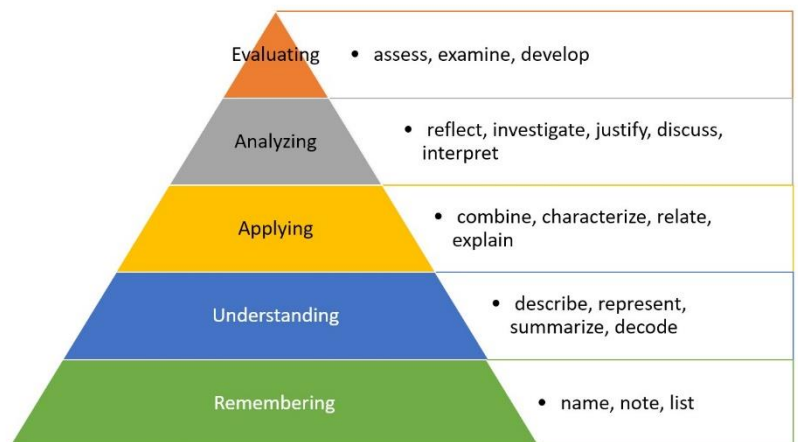 Evaluating
• assess, examine, develop
Analyzing
• reflect, investigate, justify, discuss,
interpret
Applying
• combine, characterize, relate,
explain
Understanding
• describe, represent,
summarize, decode
Remembering
• name, note, list